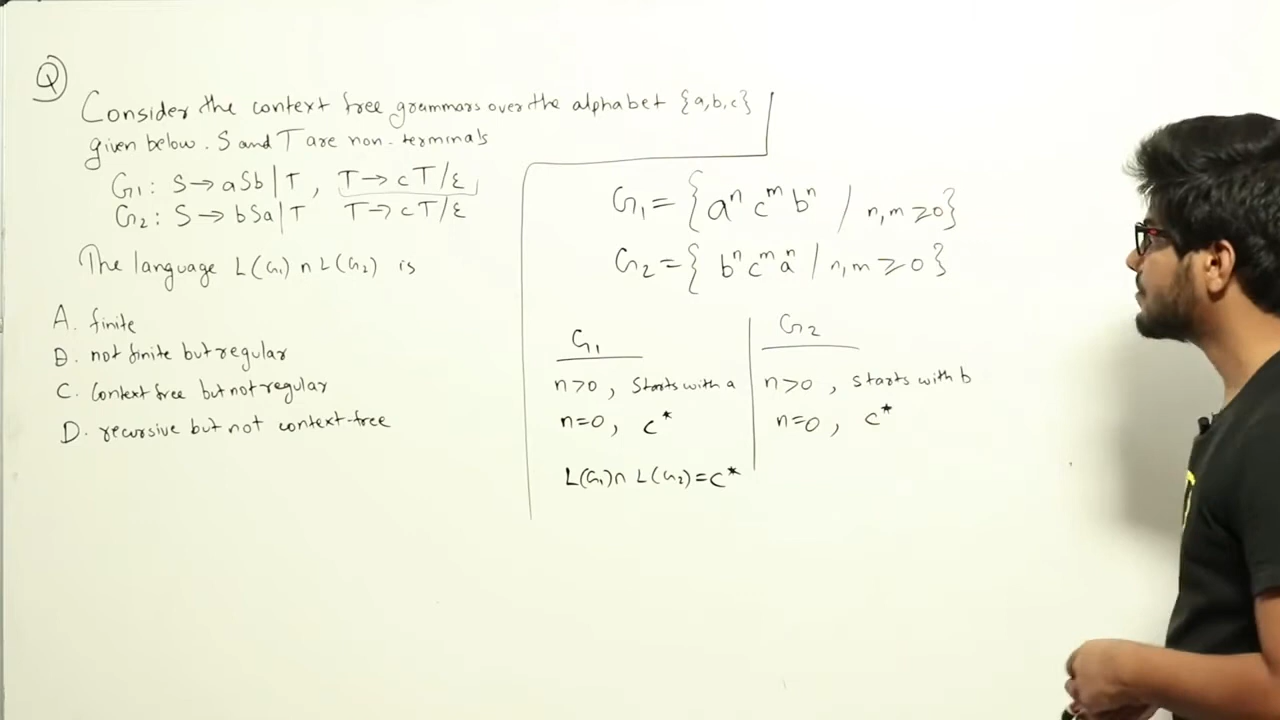 Q
Consider the context free grammars over the alphabet {a,b,c}
given below. S and T are non-terminals
G1: S→aSb|T, T→cT/ε
G2: S→bSa|T T→cT/ε
The language L(G1)∩L(G2) is
A. finite
B. not finite but regular
C. Context free but not regular
D. recursive but not context-free
G1={aⁿcᵐbⁿ / n,m≥0}
G2={bⁿcᵐaⁿ / n,m≥0}
G1
n>0, Starts with a
n=0, c*
L(G1)∩L(G2)=c*
G2
n>0, starts with b
n=0, c*